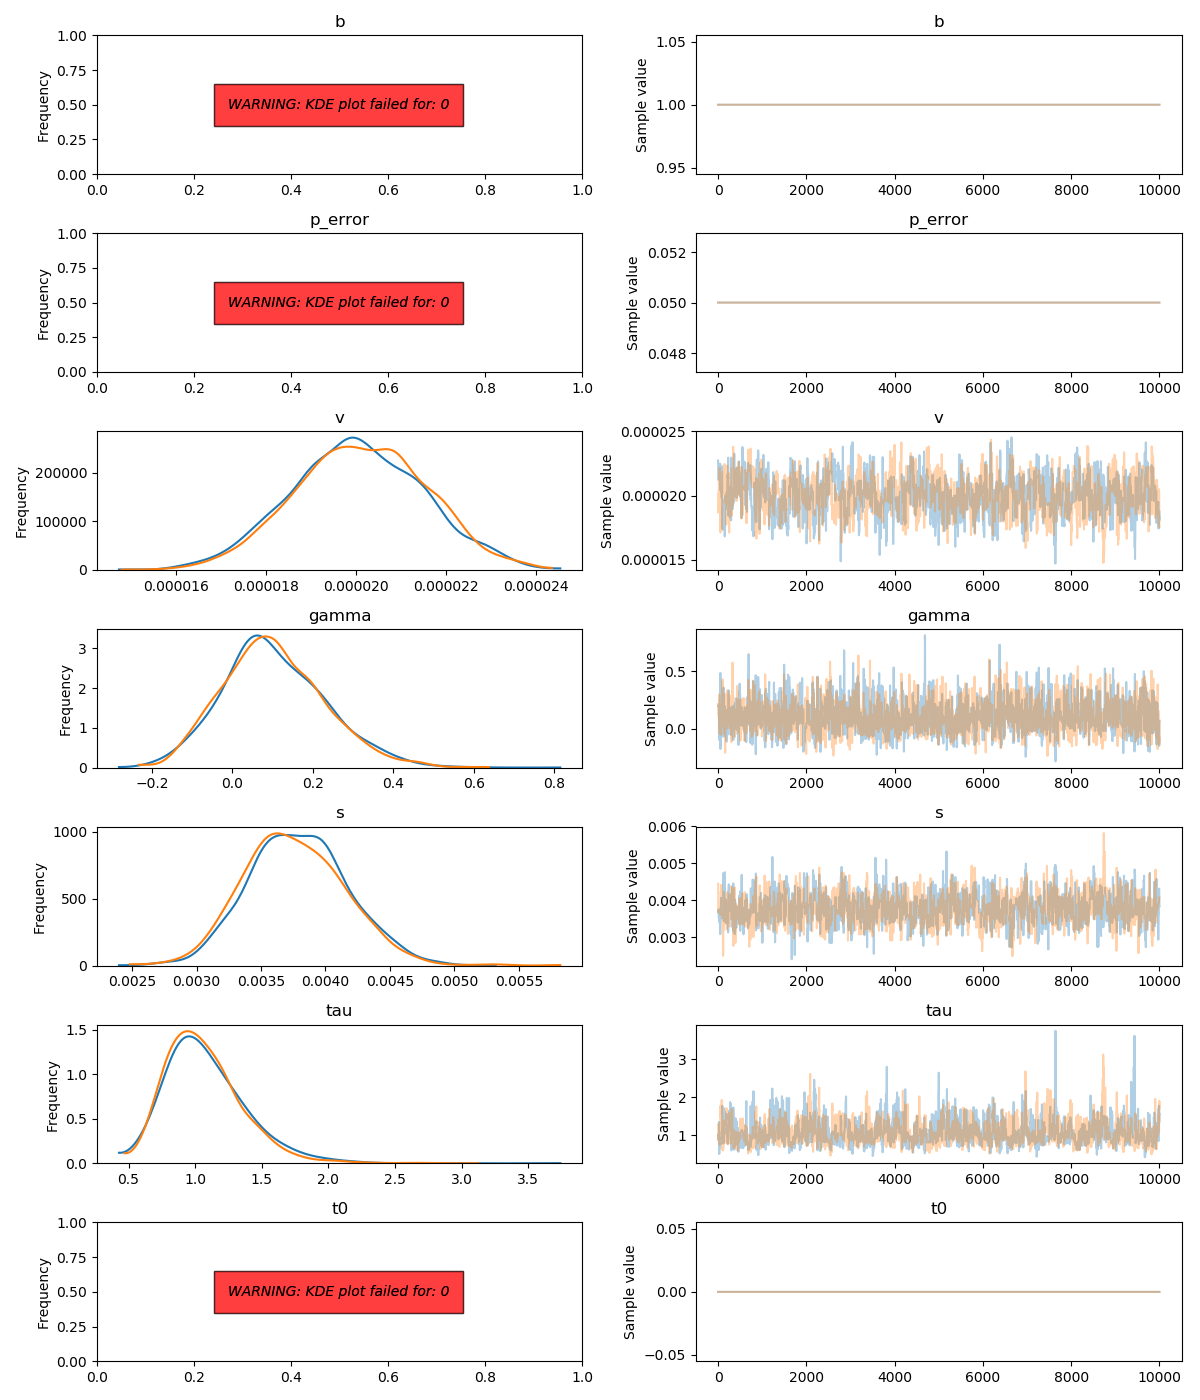 b
Frequency
1.00
0.75
0.50
0.25
0.00
WARNING: KDE plot failed for: 0
0.0 0.2 0.4 0.6 0.8 1.0
b
Sample value
1.05
1.00
0.95
0 2000 4000 6000 8000 10000
p_error
Frequency
1.00
0.75
0.50
0.25
0.00
WARNING: KDE plot failed for: 0
0.0 0.2 0.4 0.6 0.8 1.0
p_error
Sample value
0.052
0.050
0.048
0 2000 4000 6000 8000 10000
v
Frequency
200000
100000
0
0.000016 0.000018 0.000020 0.000022 0.000024
v
Sample value
0.000025
0.000020
0.000015
0 2000 4000 6000 8000 10000
gamma
Frequency
3
2
1
0
−0.2 0.0 0.2 0.4 0.6 0.8
gamma
Sample value
0.5
0.0
0 2000 4000 6000 8000 10000
s
Frequency
1000
500
0
0.0025 0.0030 0.0035 0.0040 0.0045 0.0050 0.0055
s
Sample value
0.006
0.005
0.004
0.003
0 2000 4000 6000 8000 10000
tau
Frequency
1.5
1.0
0.5
0.0
0.5 1.0 1.5 2.0 2.5 3.0 3.5
tau
Sample value
3
2
1
0 2000 4000 6000 8000 10000
t0
Frequency
1.00
0.75
0.50
0.25
0.00
WARNING: KDE plot failed for: 0
0.0 0.2 0.4 0.6 0.8 1.0
t0
Sample value
0.05
0.00
−0.05
0 2000 4000 6000 8000 10000